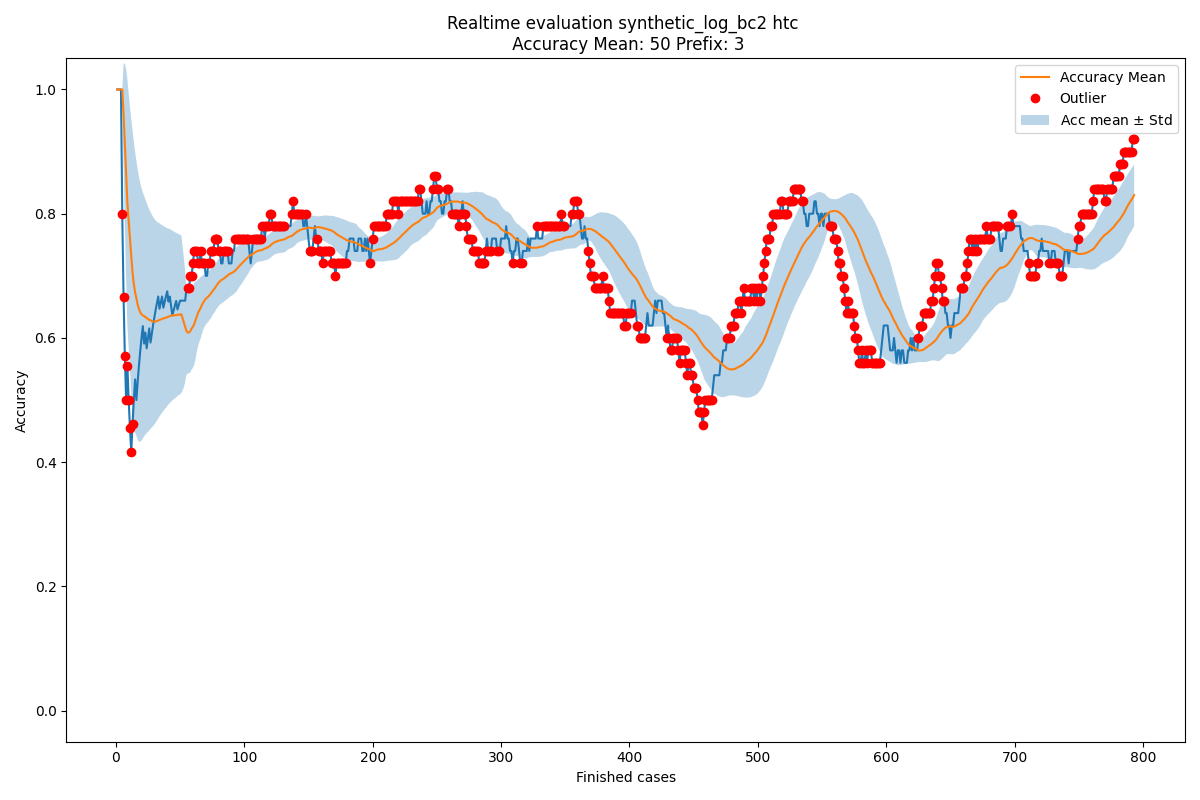 Realtime evaluation synthetic_log_bc2 htc
Accuracy Mean: 50 Prefix: 3
Accuracy Mean
Outlier
Acc mean ± Std
1.0
0.8
0.6
0.4
0.2
0.0
Accuracy
0 100 200 300 400 500 600 700 800
Finished cases